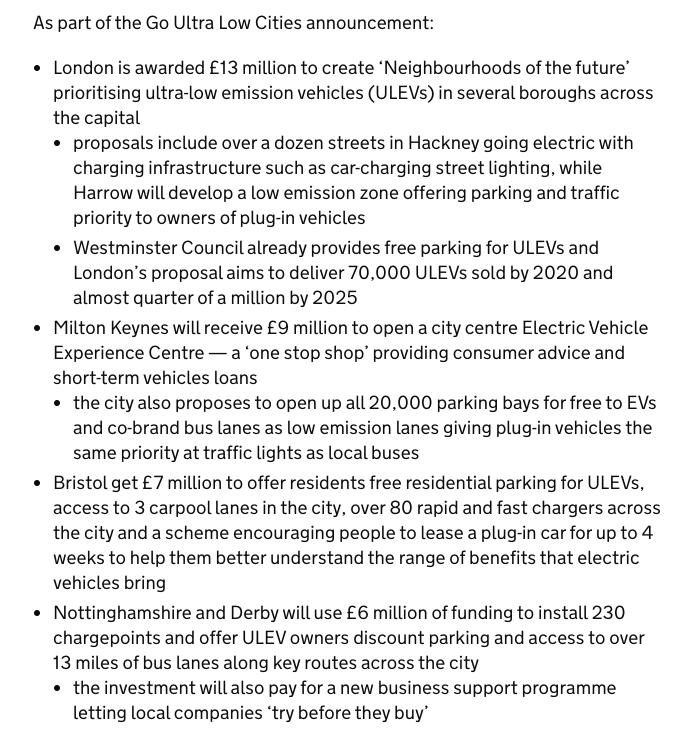 As part of the Go Ultra Low Cities announcement:
• London is awarded £13 million to create ‘Neighbourhoods of the future’
prioritising ultra-low emission vehicles (ULEVs) in several boroughs across
the capital
• proposals include over a dozen streets in Hackney going electric with
charging infrastructure such as car-charging street lighting, while
Harrow will develop a low emission zone offering parking and traffic
priority to owners of plug-in vehicles
• Westminster Council already provides free parking for ULEVs and
London’s proposal aims to deliver 70,000 ULEVs sold by 2020 and
almost quarter of a million by 2025
• Milton Keynes will receive £9 million to open a city centre Electric Vehicle
Experience Centre — a ‘one stop shop’ providing consumer advice and
short-term vehicles loans
• the city also proposes to open up all 20,000 parking bays for free to EVs
and co-brand bus lanes as low emission lanes giving plug-in vehicles the
same priority at traffic lights as local buses
• Bristol get £7 million to offer residents free residential parking for ULEVs,
access to 3 carpool lanes in the city, over 80 rapid and fast chargers across
the city and a scheme encouraging people to lease a plug-in car for up to 4
weeks to help them better understand the range of benefits that electric
vehicles bring
• Nottinghamshire and Derby will use £6 million of funding to install 230
chargepoints and offer ULEV owners discount parking and access to over
13 miles of bus lanes along key routes across the city
• the investment will also pay for a new business support programme
letting local companies ‘try before they buy’